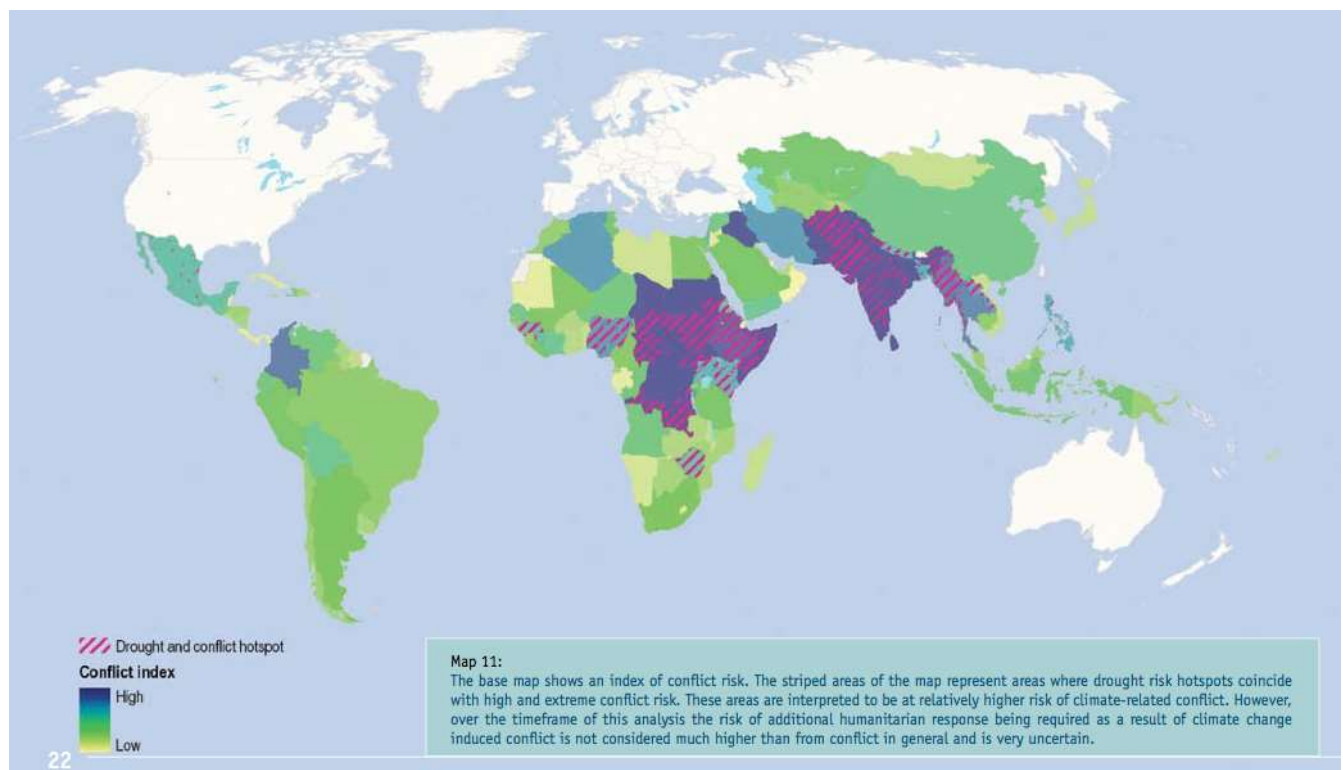 Drought and conflict hotspot
Conflict index
High
Low
Map 11:
The base map shows an index of conflict risk. The striped areas of the map represent areas where drought risk hotspots coincide
with high and extreme conflict risk. These areas are interpreted to be at relatively higher risk of climate-related conflict. However,
over the timeframe of this analysis the risk of additional humanitarian response being required as a result of climate change
induced conflict is not considered much higher than from conflict in general and is very uncertain.
22